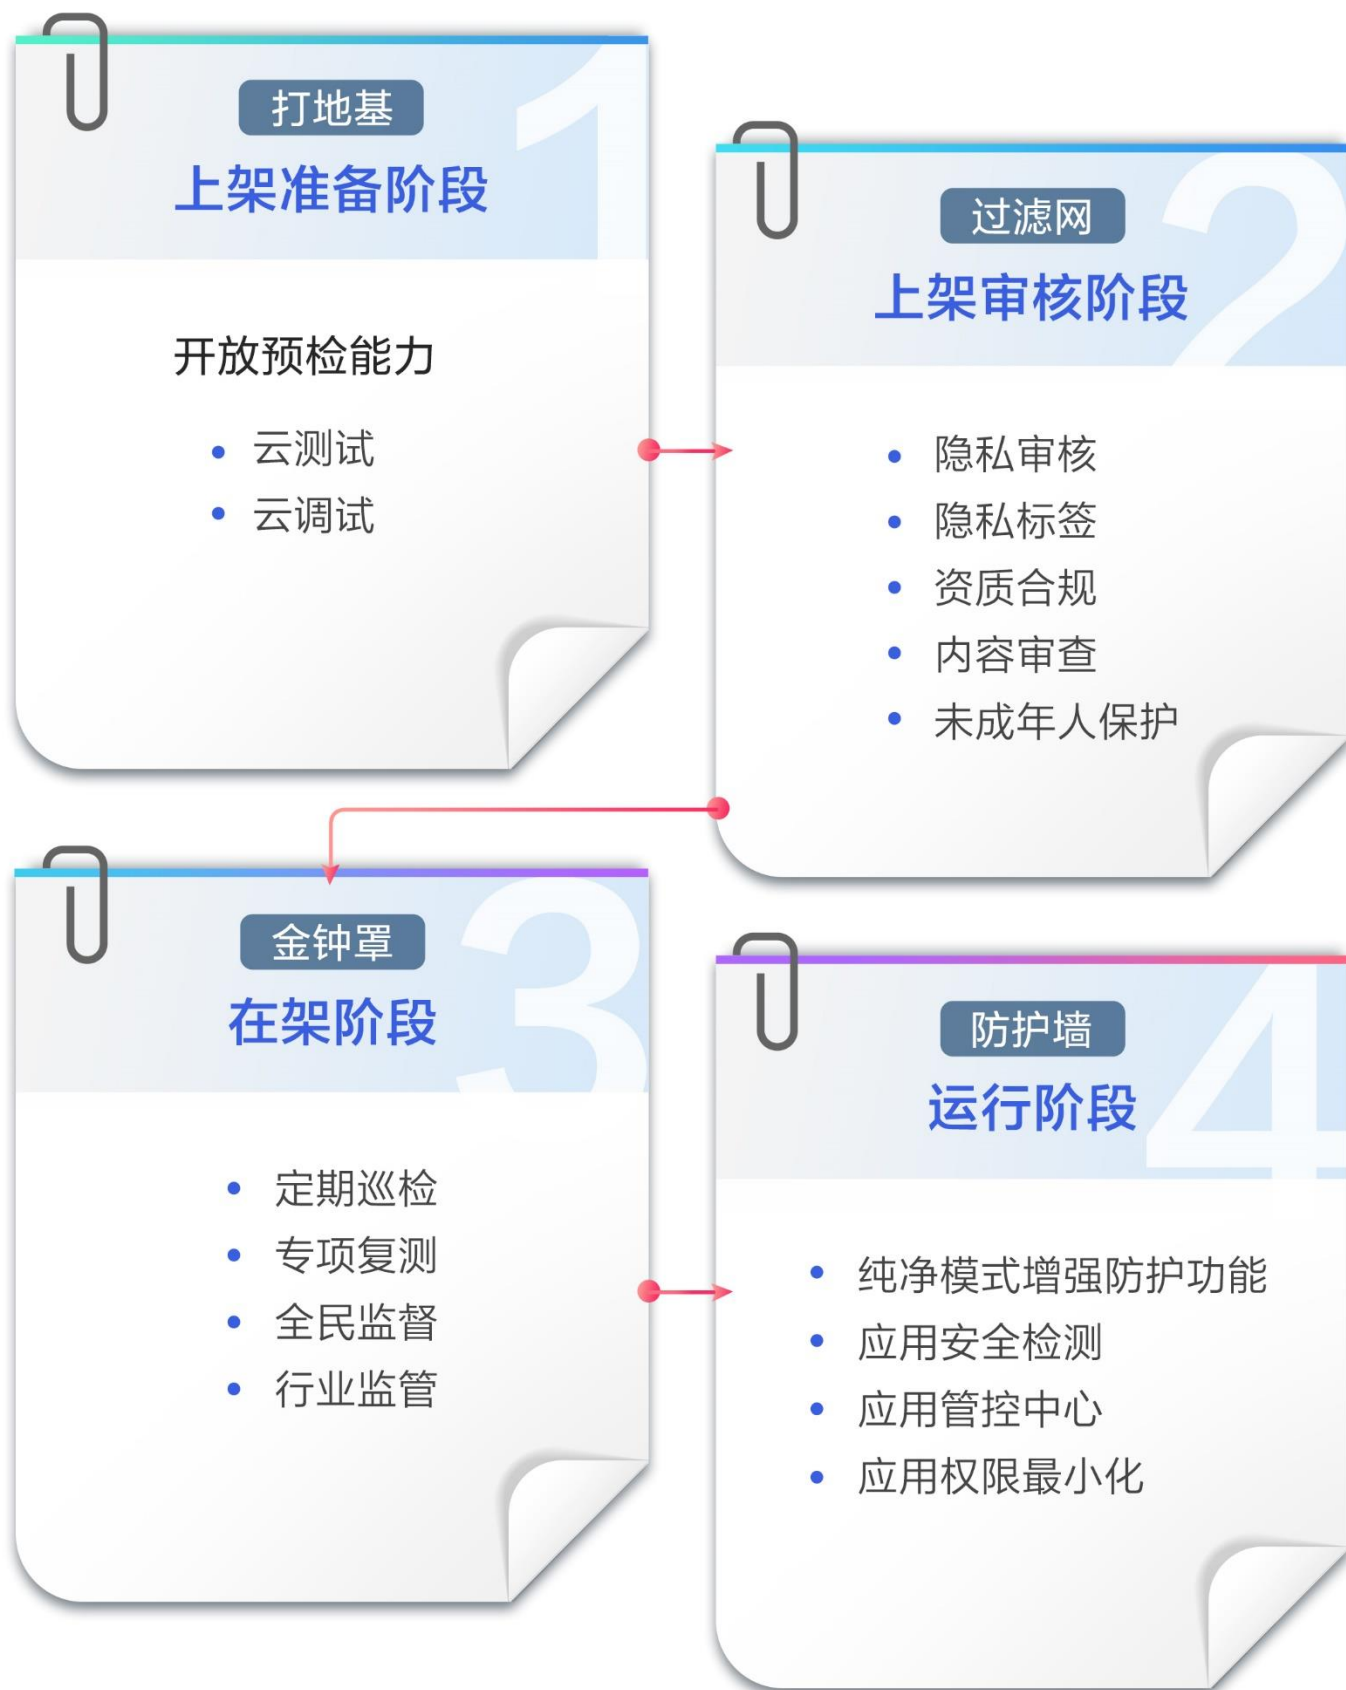 1
打地基
上架准备阶段
开放预检能力
云测试
云调试
2
过滤网
上架审核阶段
隐私审核
隐私标签
资质合规
内容审查
未成年人保护
3
金钟罩
在架阶段
定期巡检
专项复测
全民监督
行业监管
4
防护墙
运行阶段
纯净模式增强防护功能
应用安全检测
应用管控中心
应用权限最小化